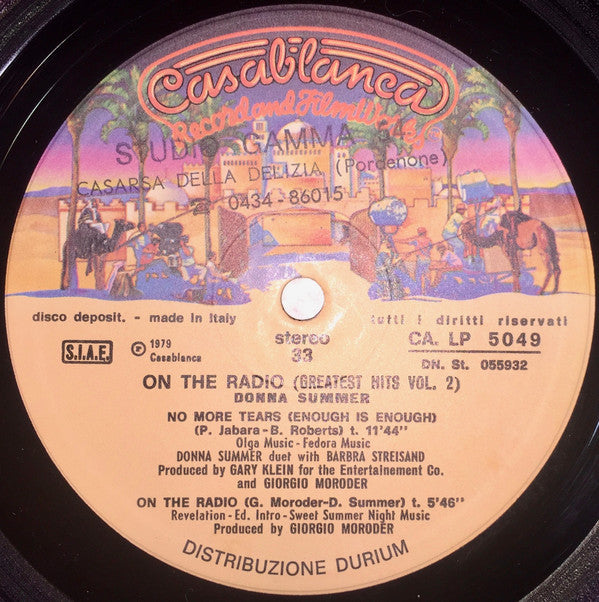 Casablanca
Record and FilmWorks
STUDIO GAMMA 54
CASARSA DELLA DELIZIA (Pordenone)
0434-86015
disco deposit. - made in Italy
tutti i diritti riservati
S.I.A.E.
℗ 1979
Casablanca
stereo
33
CA. LP 5049
DN. St. 055932
ON THE RADIO (GREATEST HITS VOL. 2)
DONNA SUMMER
NO MORE TEARS (ENOUGH IS ENOUGH)
(P. Jabara-B. Roberts) t. 11'44"
Olga Music - Fedora Music
DONNA SUMMER duet with BARBRA STREISAND
Produced by GARY KLEIN for the Entertainement Co.
and GIORGIO MORODER
ON THE RADIO (G. Moroder-D. Summer) t. 5'46"
Revelation - Ed. Intro - Sweet Summer Night Music
Produced by GIORGIO MORODER
DISTRIBUZIONE DURIUM